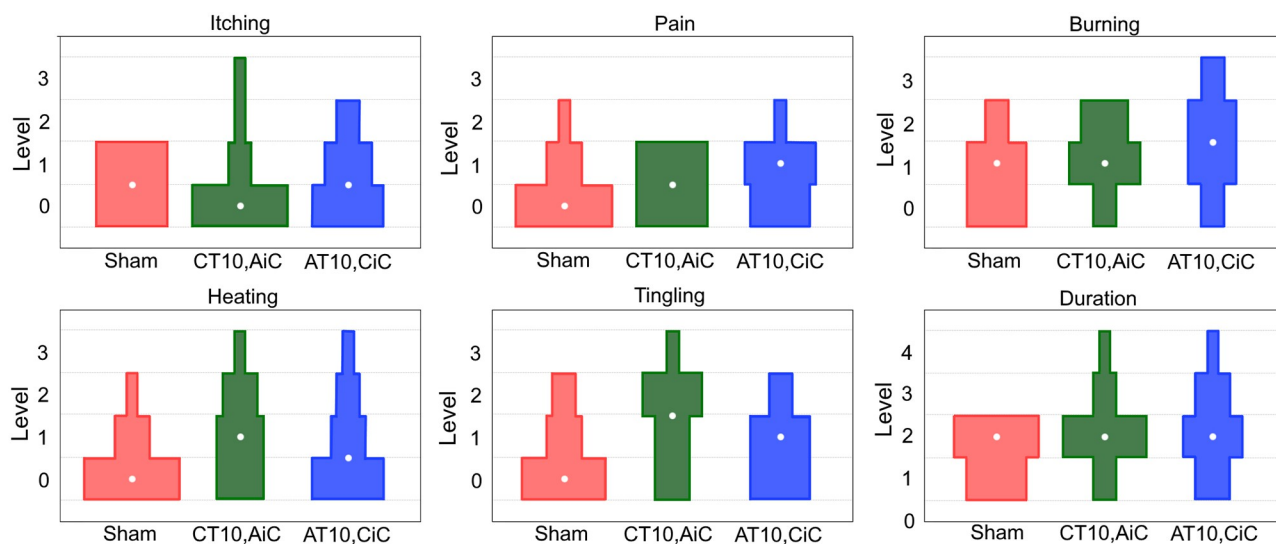 Itching
Level
3
2
1
0
Sham CT10,AiC AT10,CiC
Pain
Level
3
2
1
0
Sham CT10,AiC AT10,CiC
Burning
Level
3
2
1
0
Sham CT10,AiC AT10,CiC
Heating
Level
3
2
1
0
Sham CT10,AiC AT10,CiC
Tingling
Level
3
2
1
0
Sham CT10,AiC AT10,CiC
Duration
Level
4
3
2
1
0
Sham CT10,AiC AT10,CiC